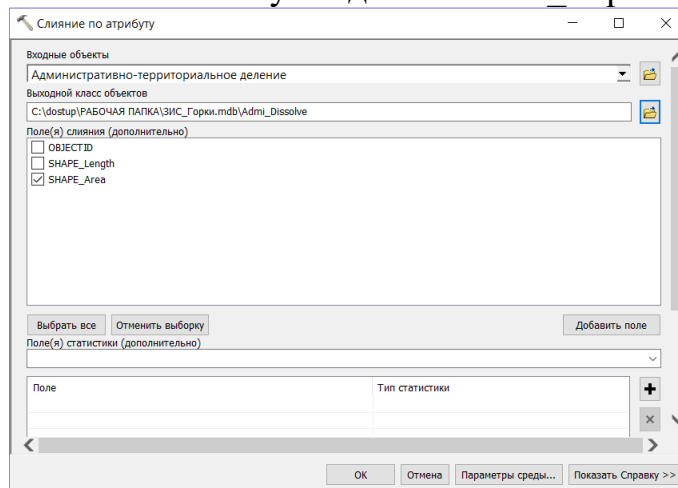 Слияние по атрибуту
Входные объекты
Административно-территориальное деление
Выходной класс объектов
C:\dostup\РАБОЧАЯ ПАПКА\ЗИС_Горки.mdb\Admi_Dissolve
Поле(я) слияния (дополнительно)
OBJECTID
SHAPE_Length
SHAPE_Area
Выбрать все Отменить выборку Добавить поле
Поле(я) статистики (дополнительно)
Поле Тип статистики
OK Отмена Параметры среды... Показать Справку >>